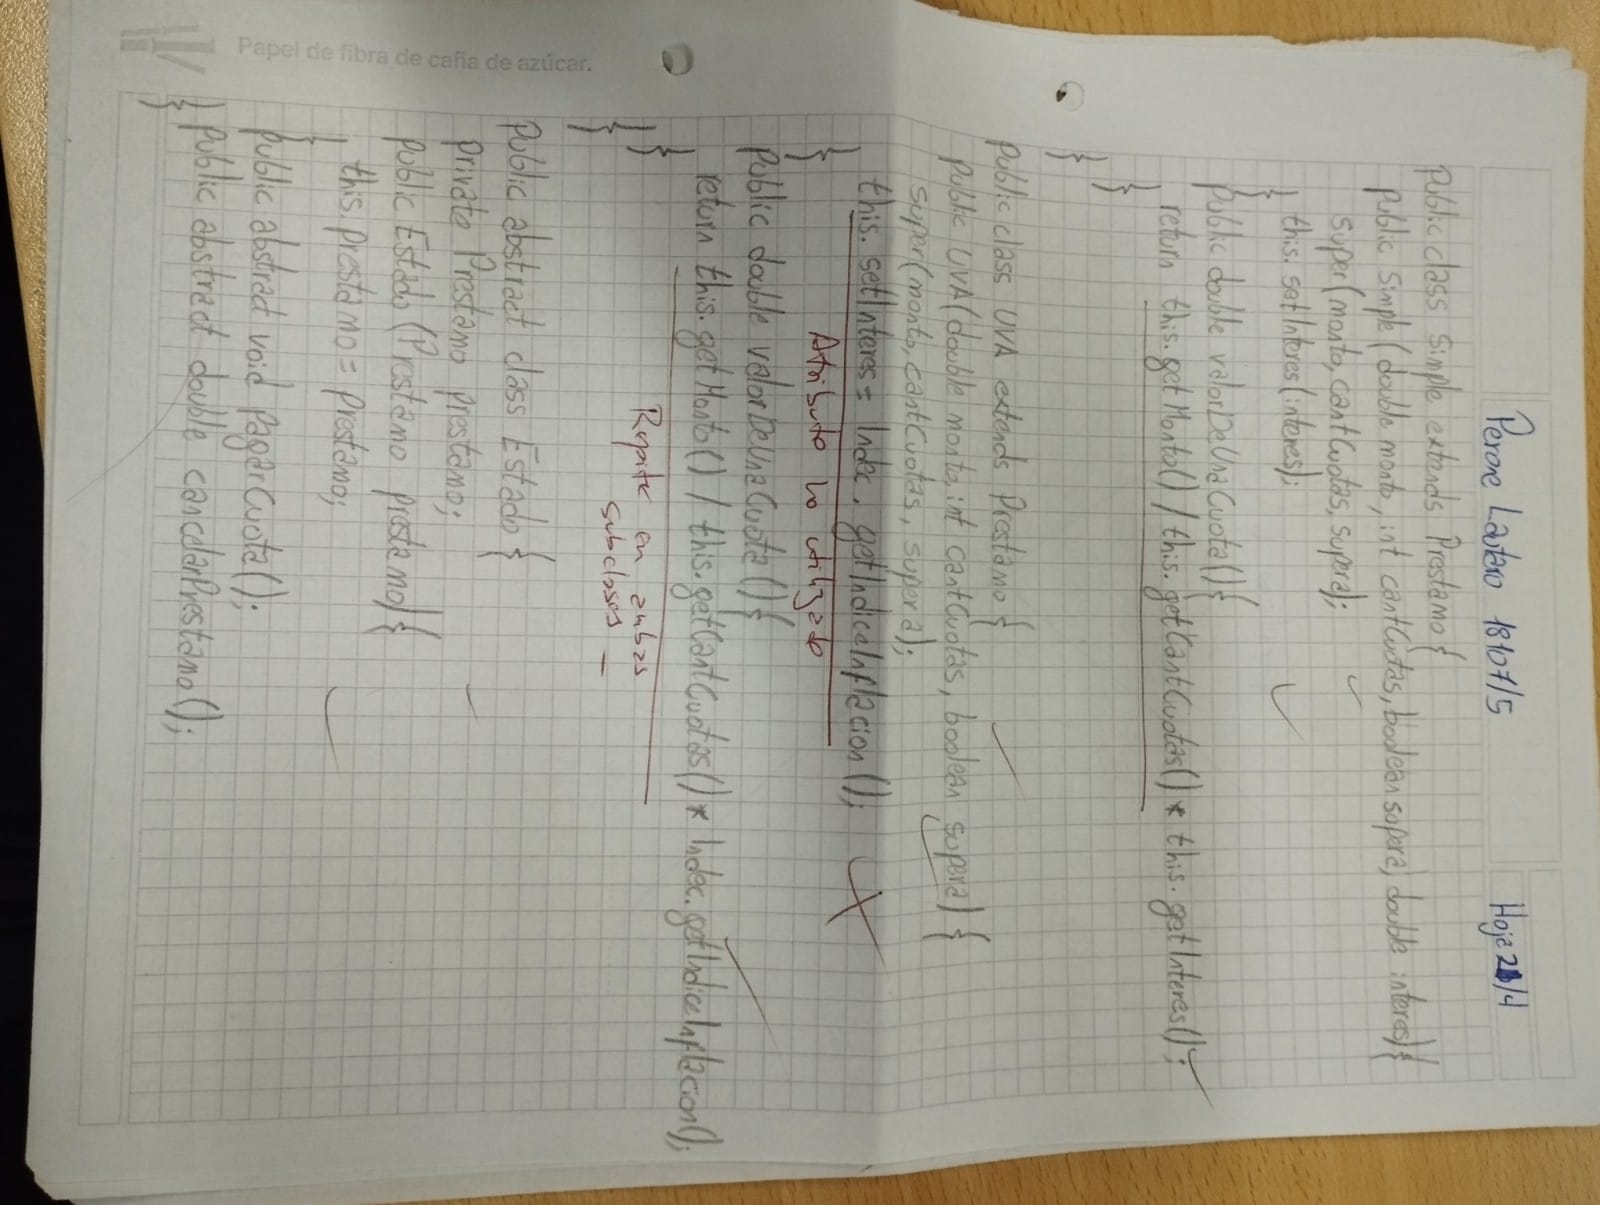 Perone Lautaro 18107/5
Hoja 2/4
public class Simple extends Prestamo {
public Simple (double monto, int cantCuotas, boolean supera, double interes) {
super(monto, cantCuotas, supera);
this.setInteres(interes);
}
public double valorDeUnaCuota() {
return this.getMonto() / this.getCantCuotas() * this.getInteres();
}
}
public class UVA extends Prestamo {
public UVA(double monto, int cantCuotas, boolean supera) {
super(monto, cantCuotas, supera);
this.setInteres = Indec.getIndiceInflacion();
Atributo no utilizado
}
public double valorDeUnaCuota() {
return this.getMonto() / this.getCantCuotas() * Indec.getIndiceInflacion();
}
Repite en ambas
subclases
}
public abstract class Estado {
private Prestamo prestamo;
public Estado (Prestamo prestamo) {
this.prestamo = prestamo;
}
public abstract void pagarCuota();
public abstract double cancelarPrestamo();
}
Papel de fibra de caña de azúcar.